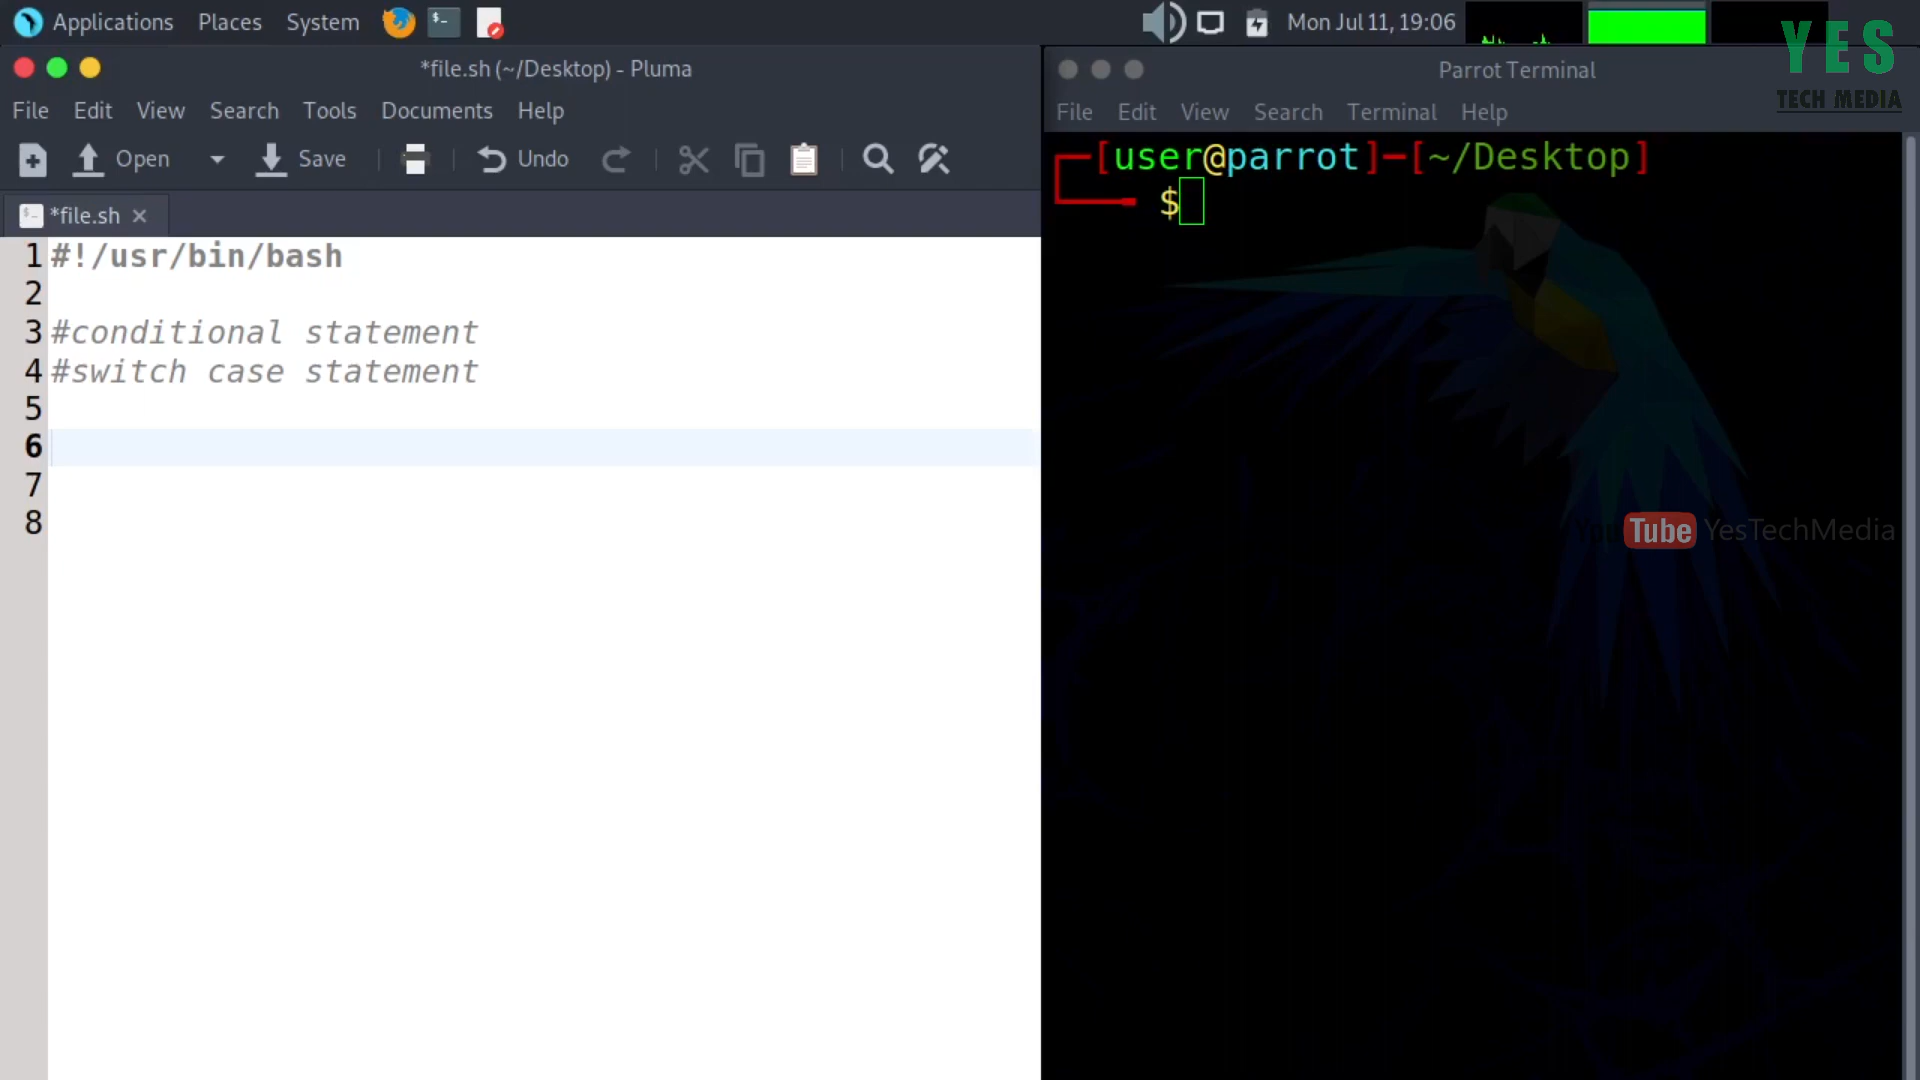 Applications Places System
Mon Jul 11, 19:06
YES
TECH MEDIA
*file.sh (~/Desktop) - Pluma
File Edit View Search Tools Documents Help
Open Save Undo
*file.sh
1 #!/usr/bin/bash
2
3 #conditional statement
4 #switch case statement
5
6
7
8
Parrot Terminal
File Edit View Search Terminal Help
[user@parrot]-[~/Desktop]
$
Tube YesTechMedia